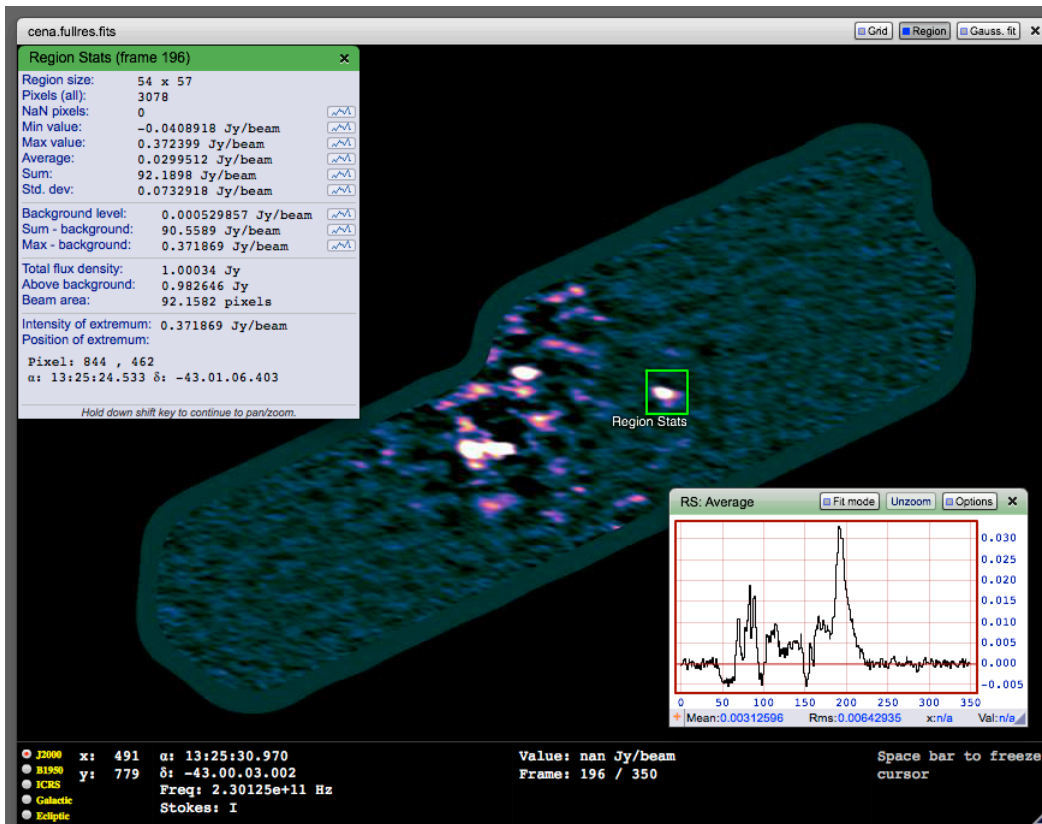 cena.fullres.fits
Grid Region Gauss. fit ×
Region Stats (frame 196) ×
Region size: 54 x 57
Pixels (all): 3078
NaN pixels: 0
Min value: -0.0408918 Jy/beam
Max value: 0.372399 Jy/beam
Average: 0.0299512 Jy/beam
Sum: 92.1898 Jy/beam
Std. dev: 0.0732918 Jy/beam
Background level: 0.000529857 Jy/beam
Sum - background: 90.5589 Jy/beam
Max - background: 0.371869 Jy/beam
Total flux density: 1.00034 Jy
Above background: 0.982646 Jy
Beam area: 92.1582 pixels
Intensity of extremum: 0.371869 Jy/beam
Position of extremum:
Pixel: 844 , 462
α: 13:25:24.533 δ: -43.01.06.403
Hold down shift key to continue to pan/zoom.
Region Stats
RS: Average Fit mode Unzoom Options ×
0.030
0.025
0.020
0.015
0.010
0.005
0.000
-0.005
0 50 100 150 200 250 300 350
+ Mean:0.00312596 Rms:0.00642935 x:n/a Val:n/a
J2000
B1950
ICRS
Galactic
Ecliptic
x: 491
y: 779
α: 13:25:30.970
δ: -43.00.03.002
Freq: 2.30125e+11 Hz
Stokes: I
Value: nan Jy/beam
Frame: 196 / 350
Space bar to freeze
cursor